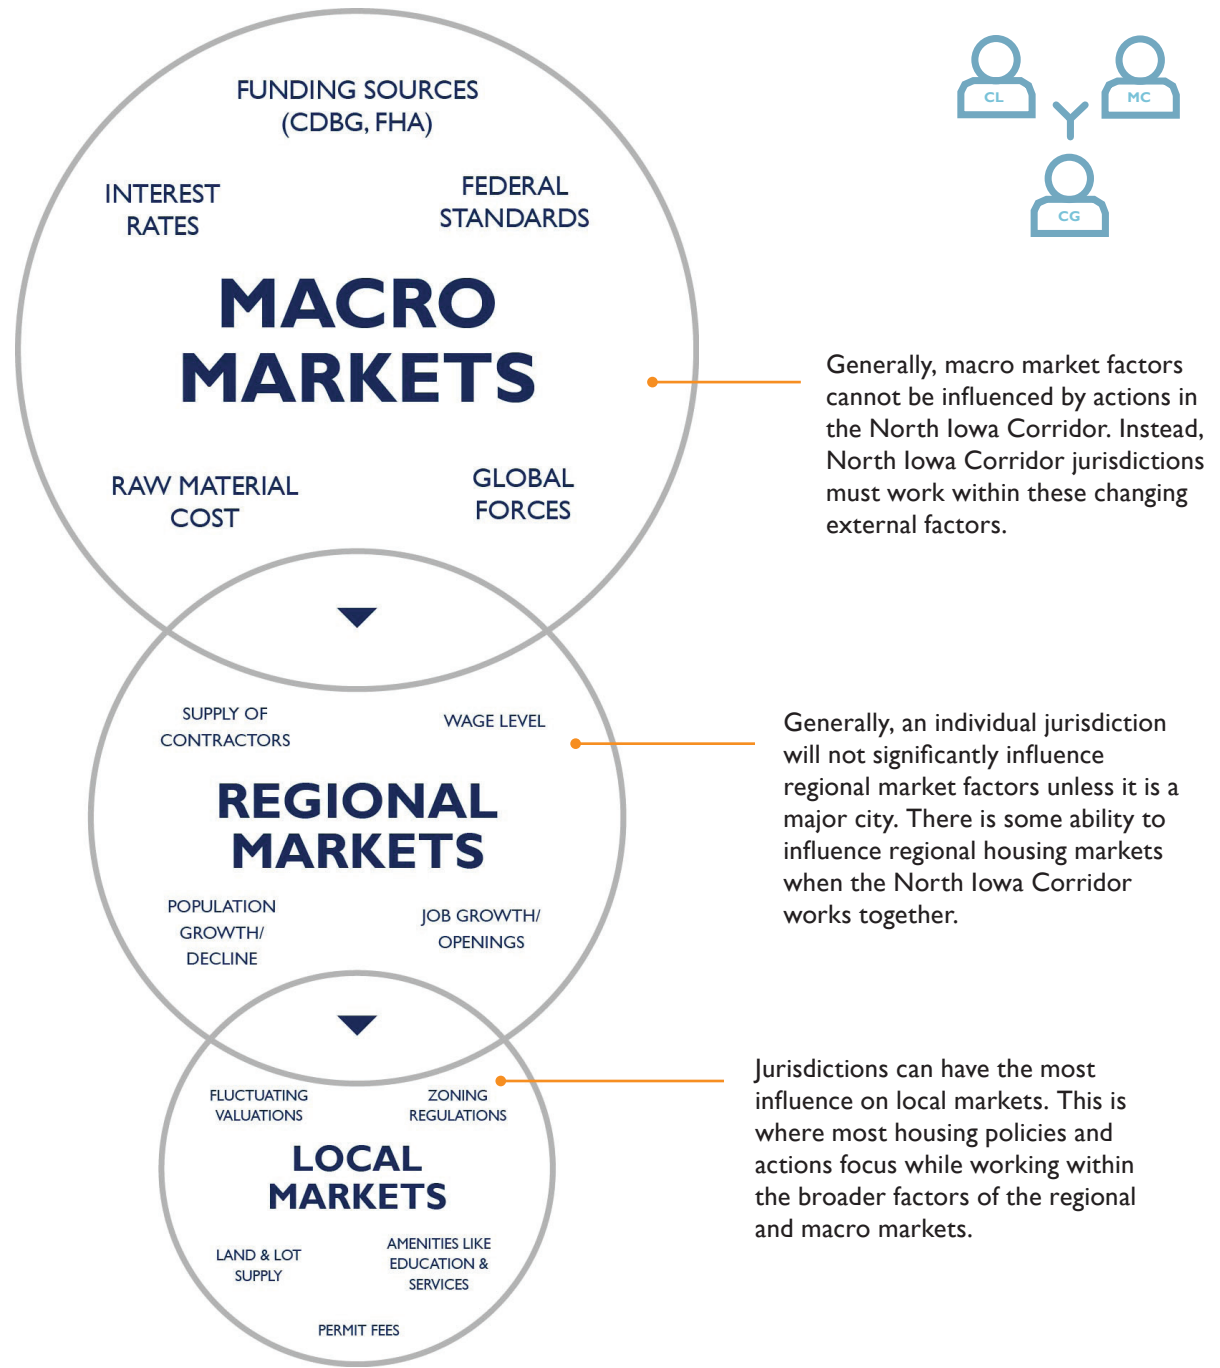 FUNDING SOURCES
(CDBG, FHA)
INTEREST
RATES
FEDERAL
STANDARDS
MACRO
MARKETS
RAW MATERIAL
COST
GLOBAL
FORCES
CL
MC
CG
Generally, macro market factors
cannot be influenced by actions in
the North Iowa Corridor. Instead,
North Iowa Corridor jurisdictions
must work within these changing
external factors.
SUPPLY OF
CONTRACTORS
WAGE LEVEL
REGIONAL
MARKETS
POPULATION
GROWTH/
DECLINE
JOB GROWTH/
OPENINGS
Generally, an individual jurisdiction
will not significantly influence
regional market factors unless it is a
major city. There is some ability to
influence regional housing markets
when the North Iowa Corridor
works together.
FLUCTUATING
VALUATIONS
ZONING
REGULATIONS
LOCAL
MARKETS
LAND & LOT
SUPPLY
AMENITIES LIKE
EDUCATION &
SERVICES
PERMIT FEES
Jurisdictions can have the most
influence on local markets. This is
where most housing policies and
actions focus while working within
the broader factors of the regional
and macro markets.